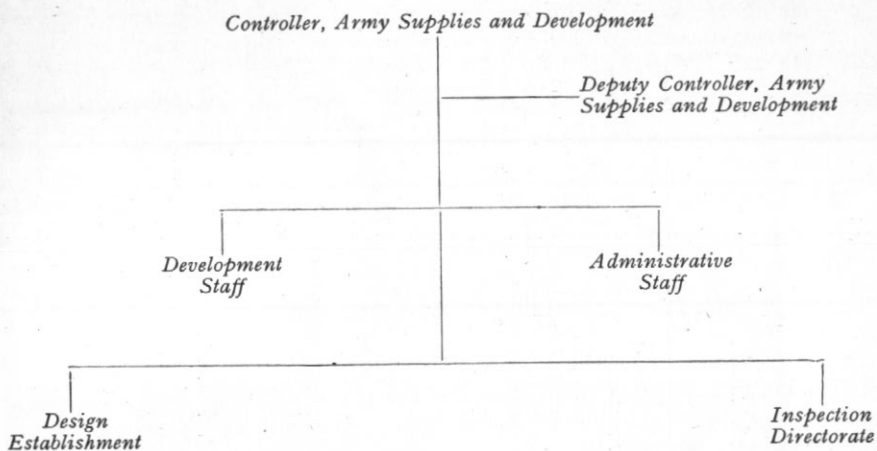 Controller, Army Supplies and Development
Deputy Controller, Army
Supplies and Development
Development
Staff
Administrative
Staff
Design
Establishment
Inspection
Directorate